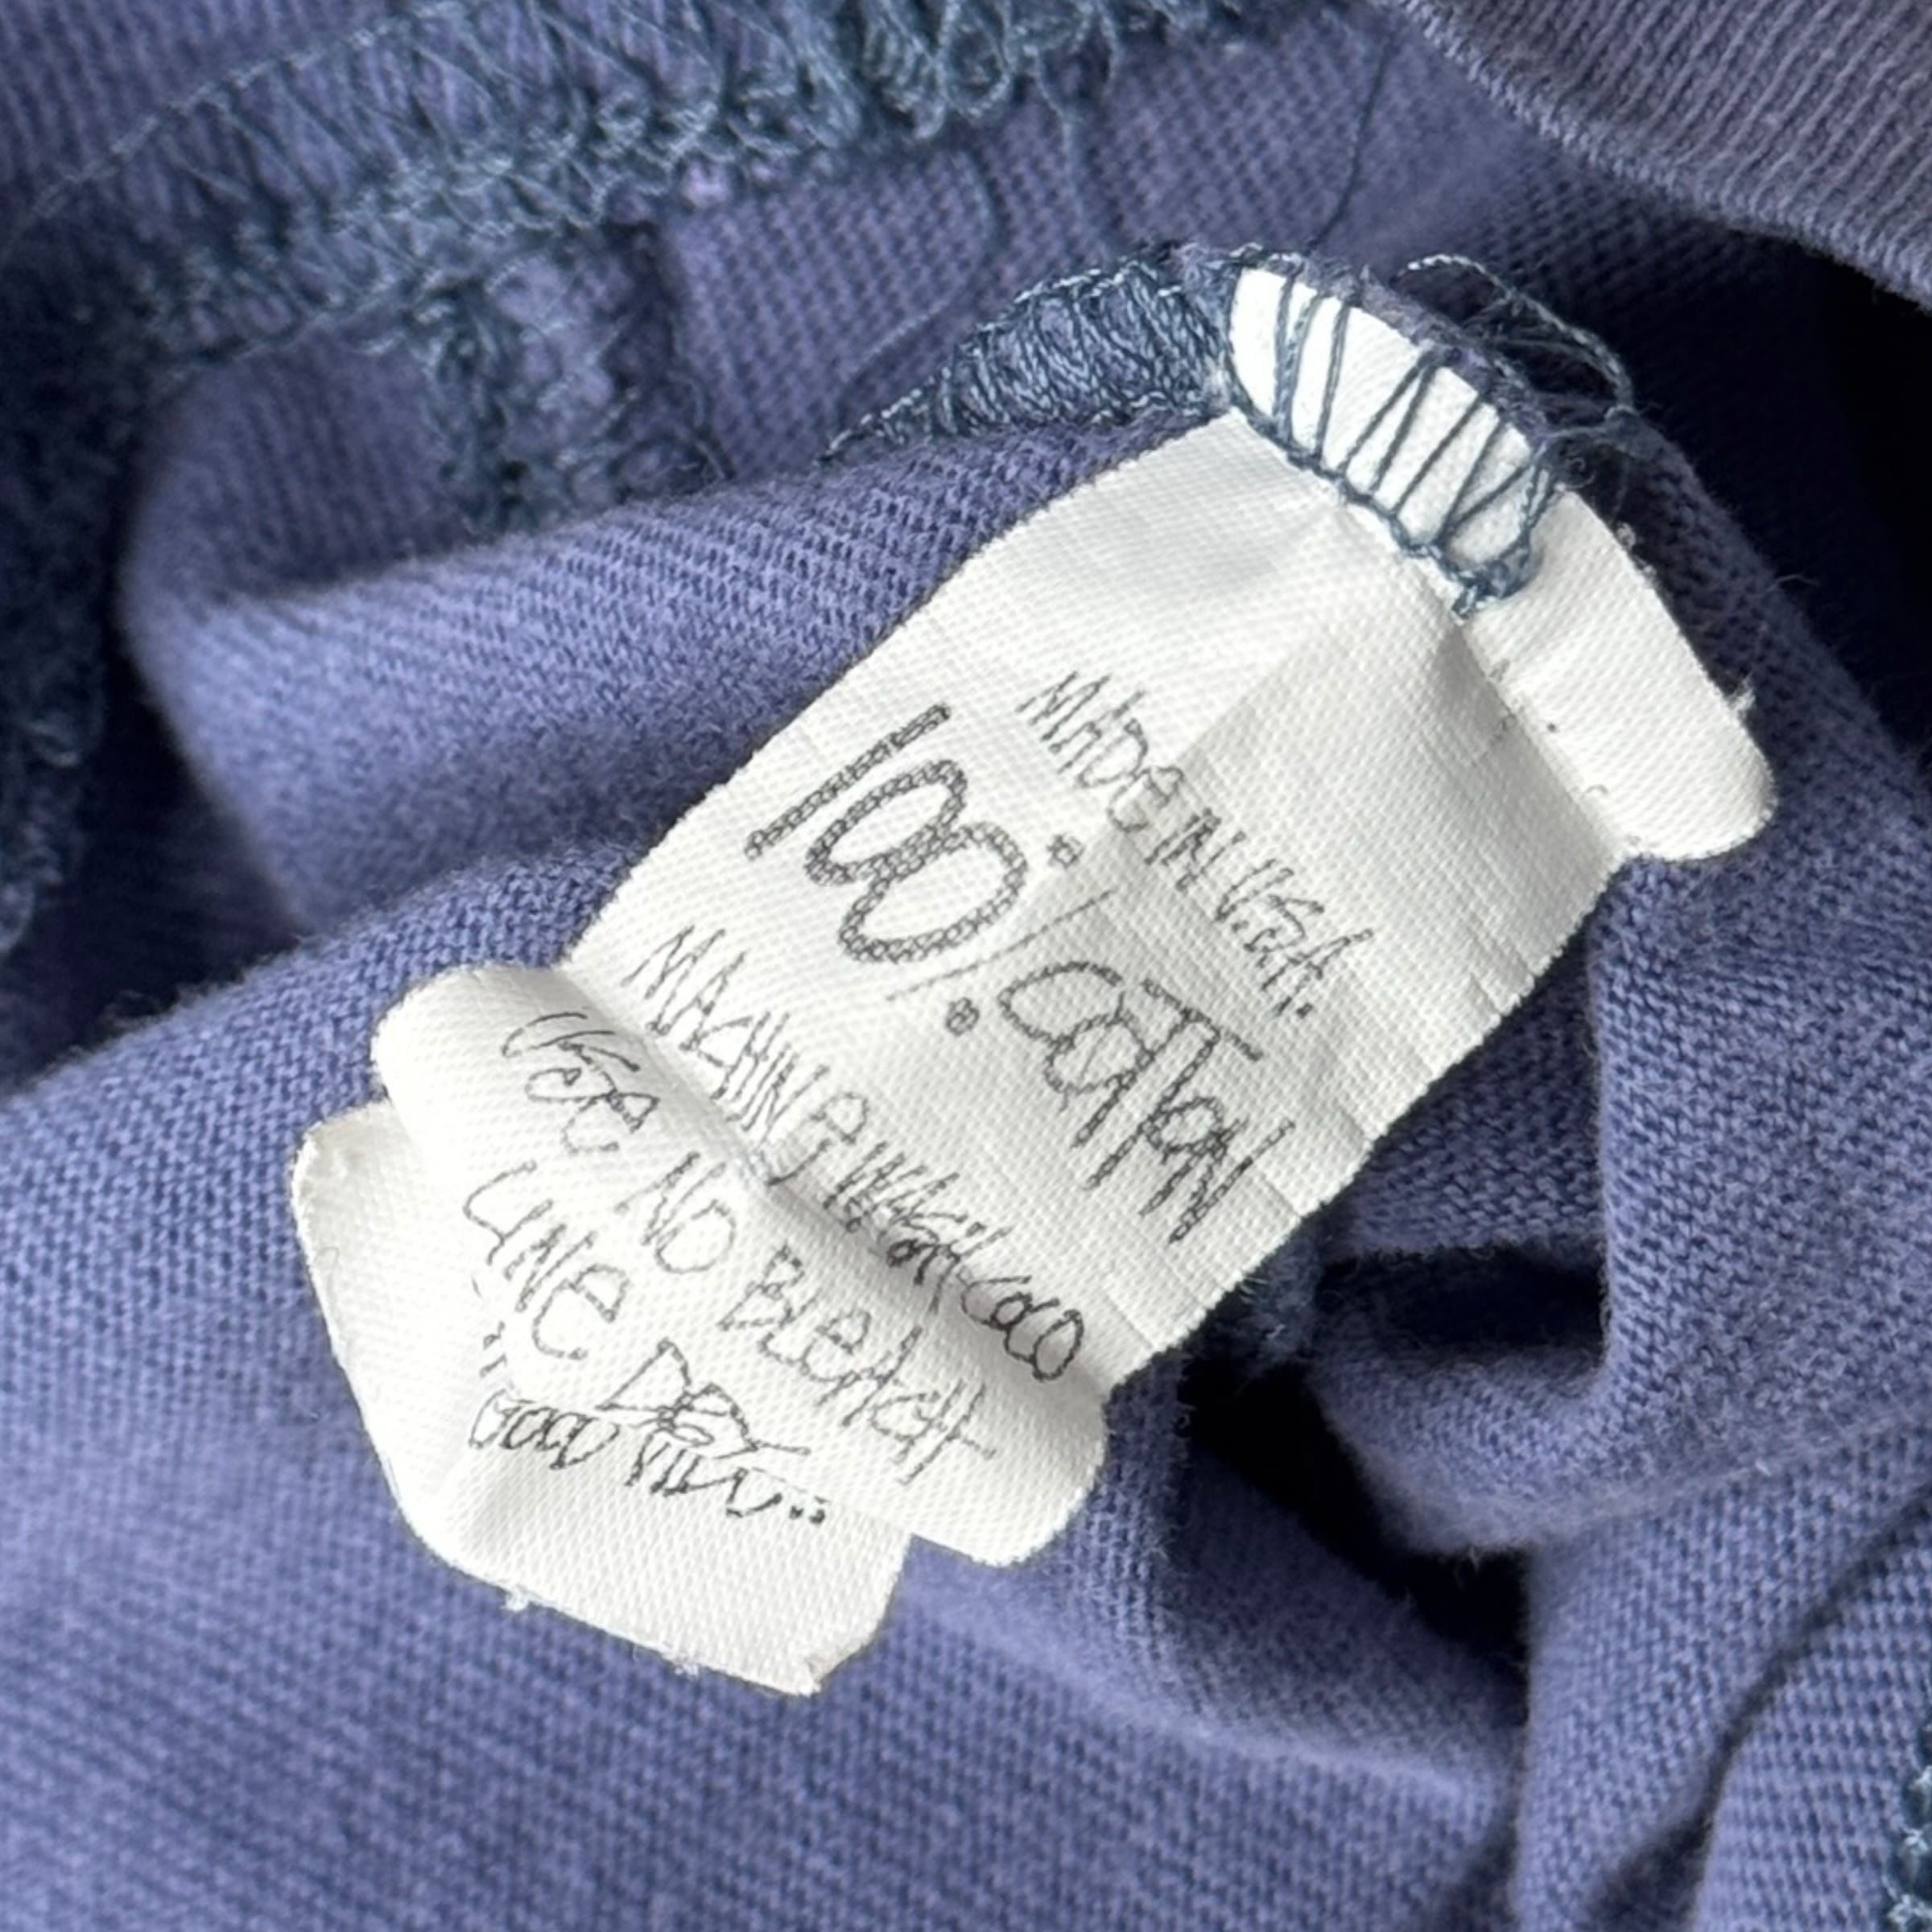 MADe IN U.S.A.
100% COTTON
MACHINE WASH COLD
USe NO BLeACH
LINe DRY